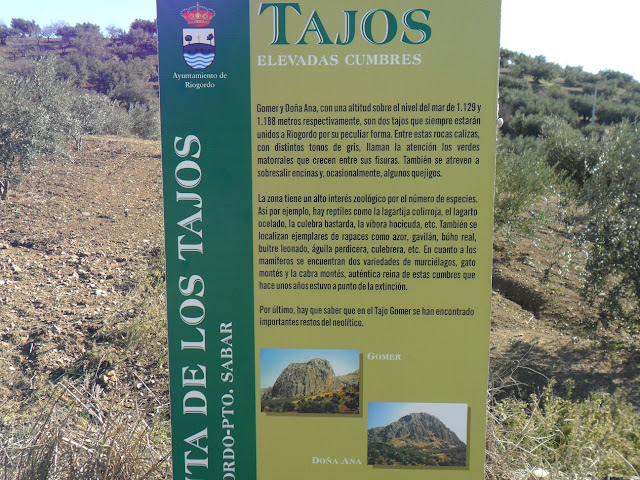 Ayuntamiento de
Riogordo
TAJOS
ELEVADAS CUMBRES
Gomer y Doña Ana, con una altitud sobre el nivel del mar de 1.129 y
1.188 metros respectivamente, son dos tajos que siempre estarán
unidos a Riogordo por su peculiar forma. Entre estas rocas calizas,
con distintos tonos de gris, llaman la atención los verdes
matorrales que crecen entre sus fisuras. También se atreven a
sobresalir encinas y, ocasionalmente, algunos quejigos.
La zona tiene un alto interés zoológico por el número de especies.
Asi por ejemplo, hay reptiles como la lagartija colirroja, el lagarto
ocelado, la culebra bastarda, la víbora hocicuda, etc. También se
localizan ejemplares de rapaces como azor, gavilán, búho real,
buitre leonado, águila perdicera, culebrera, etc. En cuanto a los
mamíferos se encuentran dos variedades de murciélagos, gato
montés y la cabra montés, auténtica reina de estas cumbres que
hace unos años estuvo a punto de la extinción.
Por último, hay que saber que en el Tajo Gomer se han encontrado
importantes restos del neolítico.
GOMER
DOÑA ANA
TA DE LOS TAJOS
ORDO-PTO. SABAR